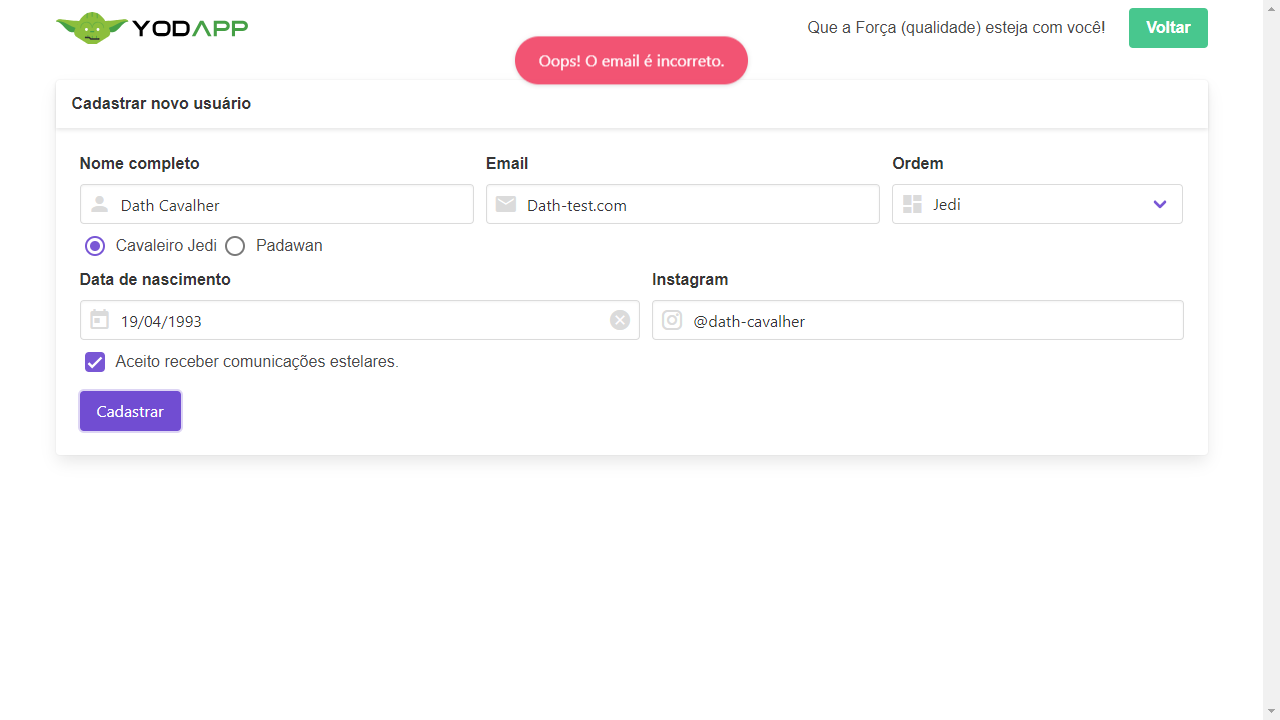 YODAPP
Que a Força (qualidade) esteja com você!
Voltar
Oops! O email é incorreto.
Cadastrar novo usuário
Nome completo
Email
Ordem
Dath Cavalher
Dath-test.com
Jedi
Cavaleiro Jedi
Padawan
Data de nascimento
Instagram
19/04/1993
@dath-cavalher
Aceito receber comunicações estelares.
Cadastrar